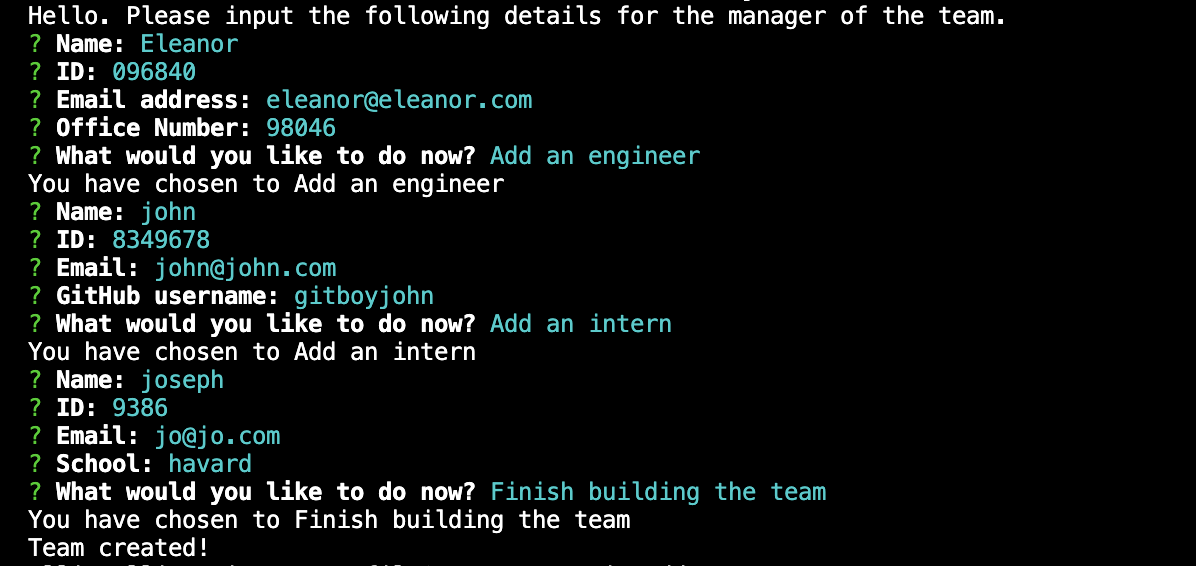 Hello. Please input the following details for the manager of the team.
? Name: Eleanor
? ID: 096840
? Email address: eleanor@eleanor.com
? Office Number: 98046
? What would you like to do now? Add an engineer
You have chosen to Add an engineer
? Name: john
? ID: 8349678
? Email: john@john.com
? GitHub username: gitboyjohn
? What would you like to do now? Add an intern
You have chosen to Add an intern
? Name: joseph
? ID: 9386
? Email: jo@jo.com
? School: havard
? What would you like to do now? Finish building the team
You have chosen to Finish building the team
Team created!